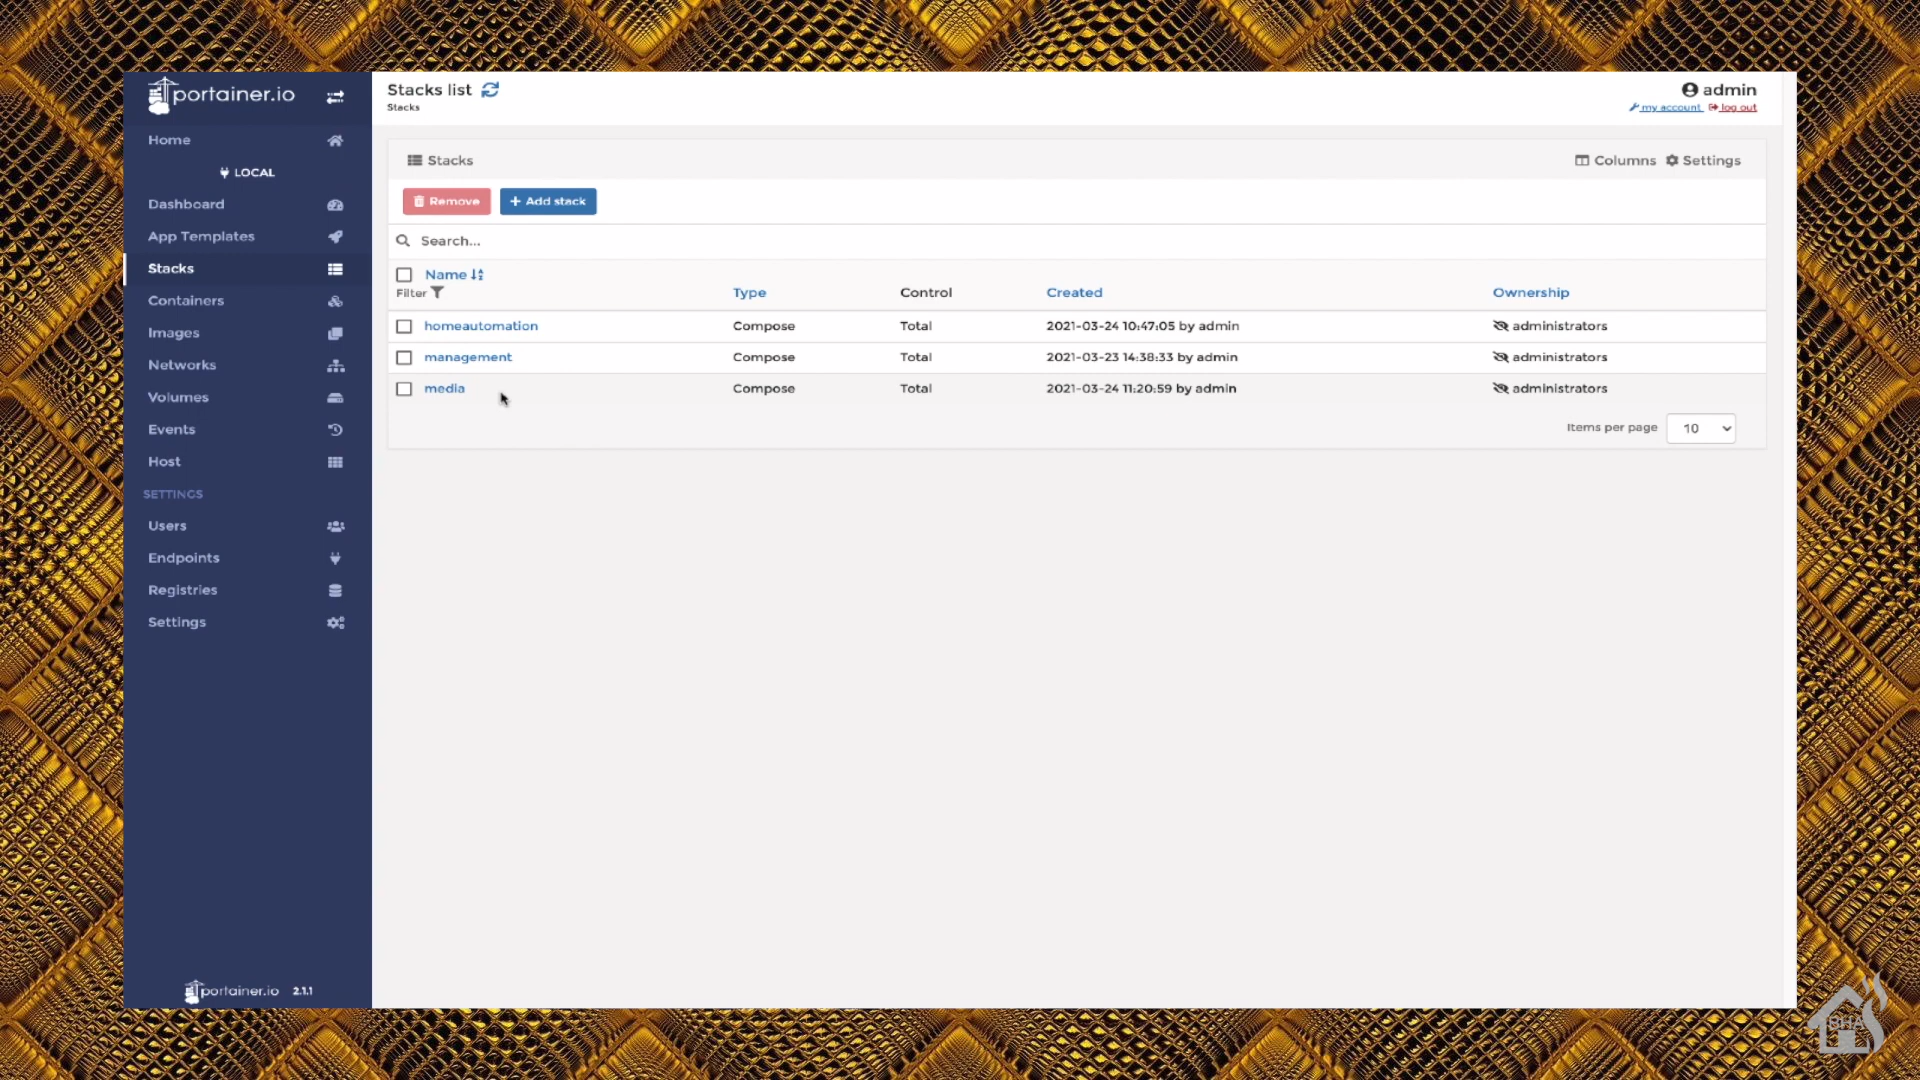 portainer.io
Home
LOCAL
Dashboard
App Templates
Stacks
Containers
Images
Networks
Volumes
Events
Host
SETTINGS
Users
Endpoints
Registries
Settings
portainer.io 2.1.1
Stacks list
Stacks
admin
my account log out
Stacks
Columns Settings
Remove + Add stack
Search...
Name
Filter Type Control Created Ownership
homeautomation Compose Total 2021-03-24 10:47:05 by admin administrators
management Compose Total 2021-03-23 14:38:33 by admin administrators
media Compose Total 2021-03-24 11:20:59 by admin administrators
Items per page 10
BHA